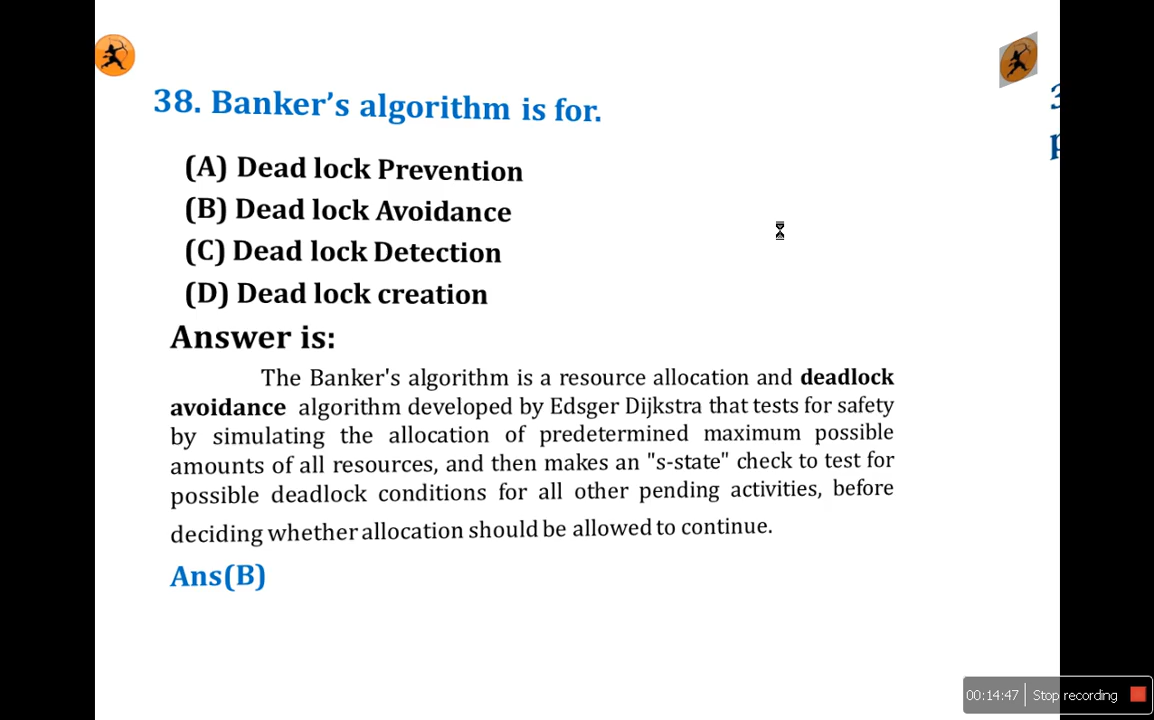 38. Banker's algorithm is for.
(A) Dead lock Prevention
(B) Dead lock Avoidance
(C) Dead lock Detection
(D) Dead lock creation
Answer is:
The Banker's algorithm is a resource allocation and deadlock
avoidance algorithm developed by Edsger Dijkstra that tests for safety
by simulating the allocation of predetermined maximum possible
amounts of all resources, and then makes an "s-state" check to test for
possible deadlock conditions for all other pending activities, before
deciding whether allocation should be allowed to continue.
Ans(B)
00:14:47 Stop recording